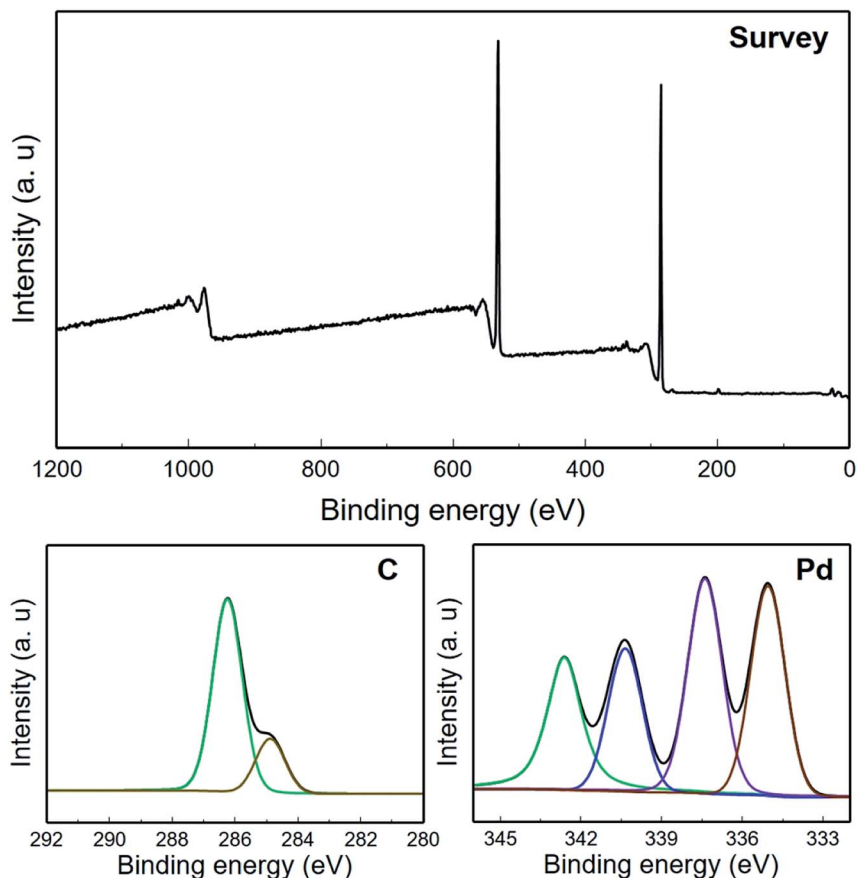 Survey
Intensity (a. u)
1200 1000 800 600 400 200 0
Binding energy (eV)
C
Intensity (a. u)
292 290 288 286 284 282 280
Binding energy (eV)
Pd
Intensity (a. u)
345 342 339 336 333
Binding energy (eV)